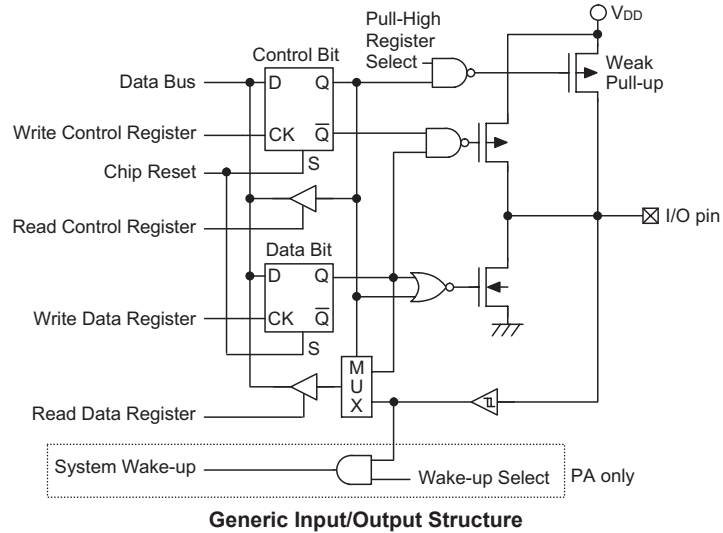 Pull-High
Register
Select
VDD
Control Bit
Weak
Pull-up
Data Bus
D
Q
Write Control Register
CK
Q
Chip Reset
S
I/O pin
Read Control Register
Data Bit
D
Q
Write Data Register
CK
Q
S
M
U
X
Read Data Register
System Wake-up
Wake-up Select
PA only
Generic Input/Output Structure